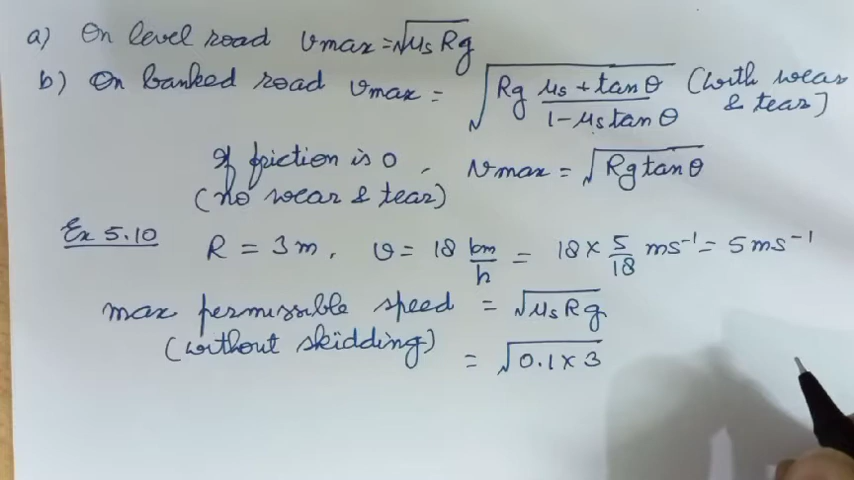 a) On level road vmax = √μs Rg
b) On banked road vmax = √Rg (μs + tan θ)/(1 - μs tan θ) (with wear & tear)
If friction is 0, vmax = √Rg tan θ
(no wear & tear)
Ex 5.10
R = 3 m, v = 18 km/h = 18 × 5/18 ms⁻¹ = 5 ms⁻¹
max permissible speed = √μs Rg
(without skidding)
= √0.1 × 3